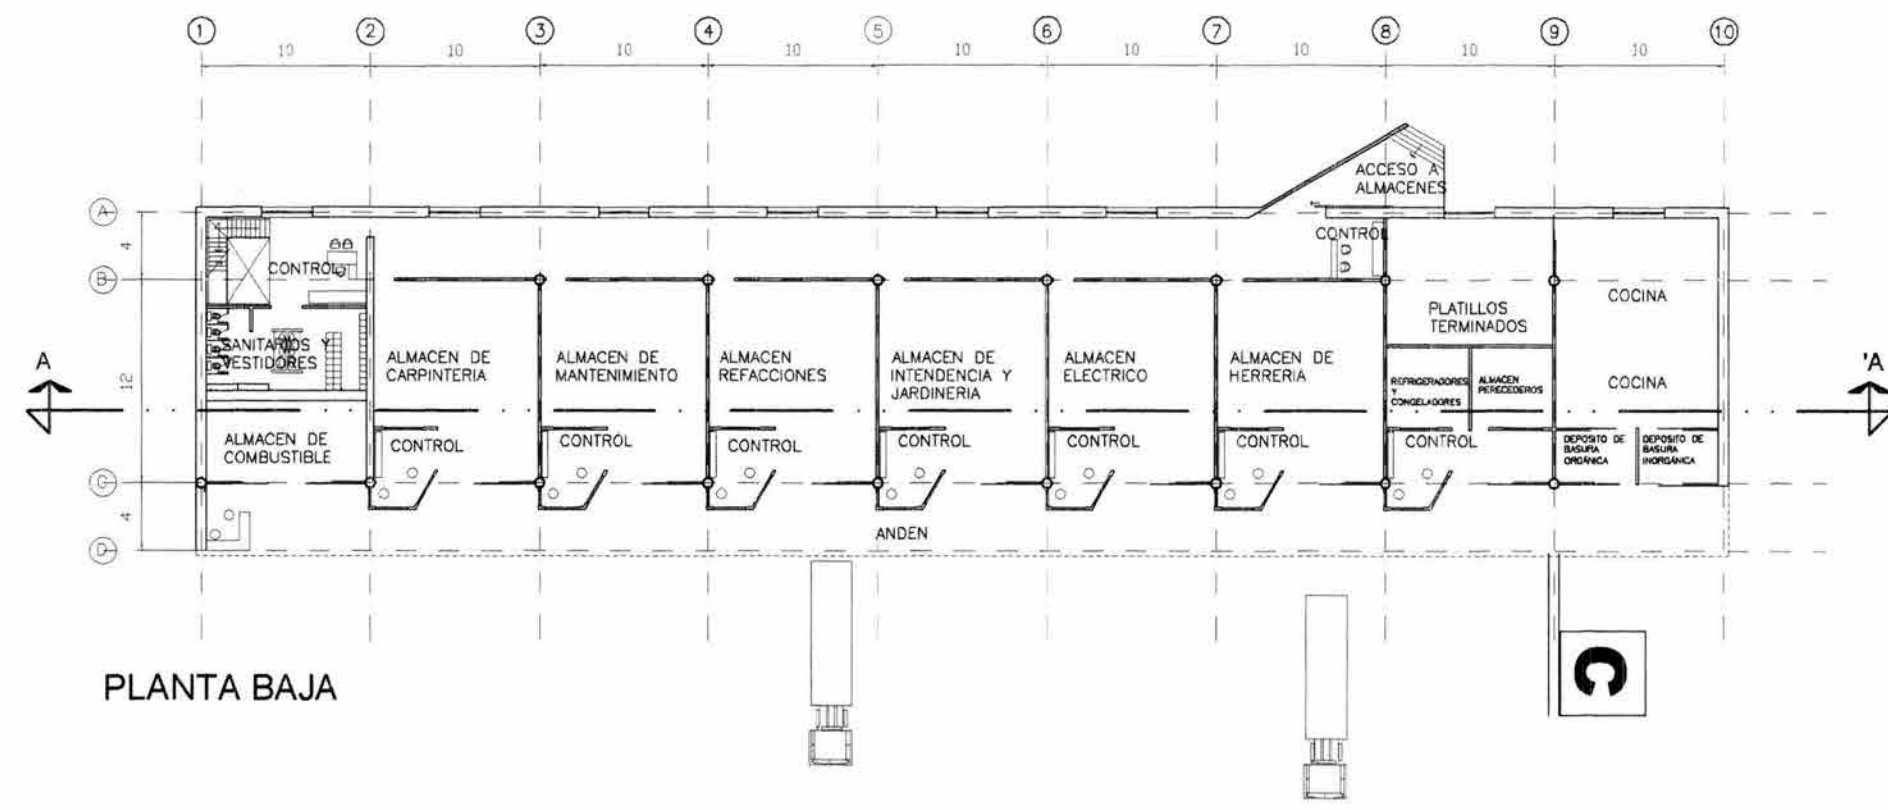 1 2 3 4 5 6 7 8 9 10
10 10 10 10 10 10 10 10 10
ACCESO A
ALMACENES
A
CONTROL
4
CONTROL
B
COCINA
PLATILLOS
TERMINADOS
SANITARIOS Y
VESTIDORES
ALMACEN DE
CARPINTERIA
ALMACEN DE
MANTENIMIENTO
ALMACEN
REFACCIONES
ALMACEN DE
INTENDENCIA Y
JARDINERIA
ALMACEN
ELECTRICO
ALMACEN DE
HERRERIA
A
'A
12
REFRIGERADORES
Y
CONGELADORES
ALMACEN
PERECEDEROS
COCINA
ALMACEN DE
COMBUSTIBLE
CONTROL
CONTROL
CONTROL
CONTROL
CONTROL
CONTROL
CONTROL
DEPOSITO DE
BASURA
ORGÁNICA
DEPOSITO DE
BASURA
INORGÁNICA
C
4
ANDEN
D
PLANTA BAJA
C